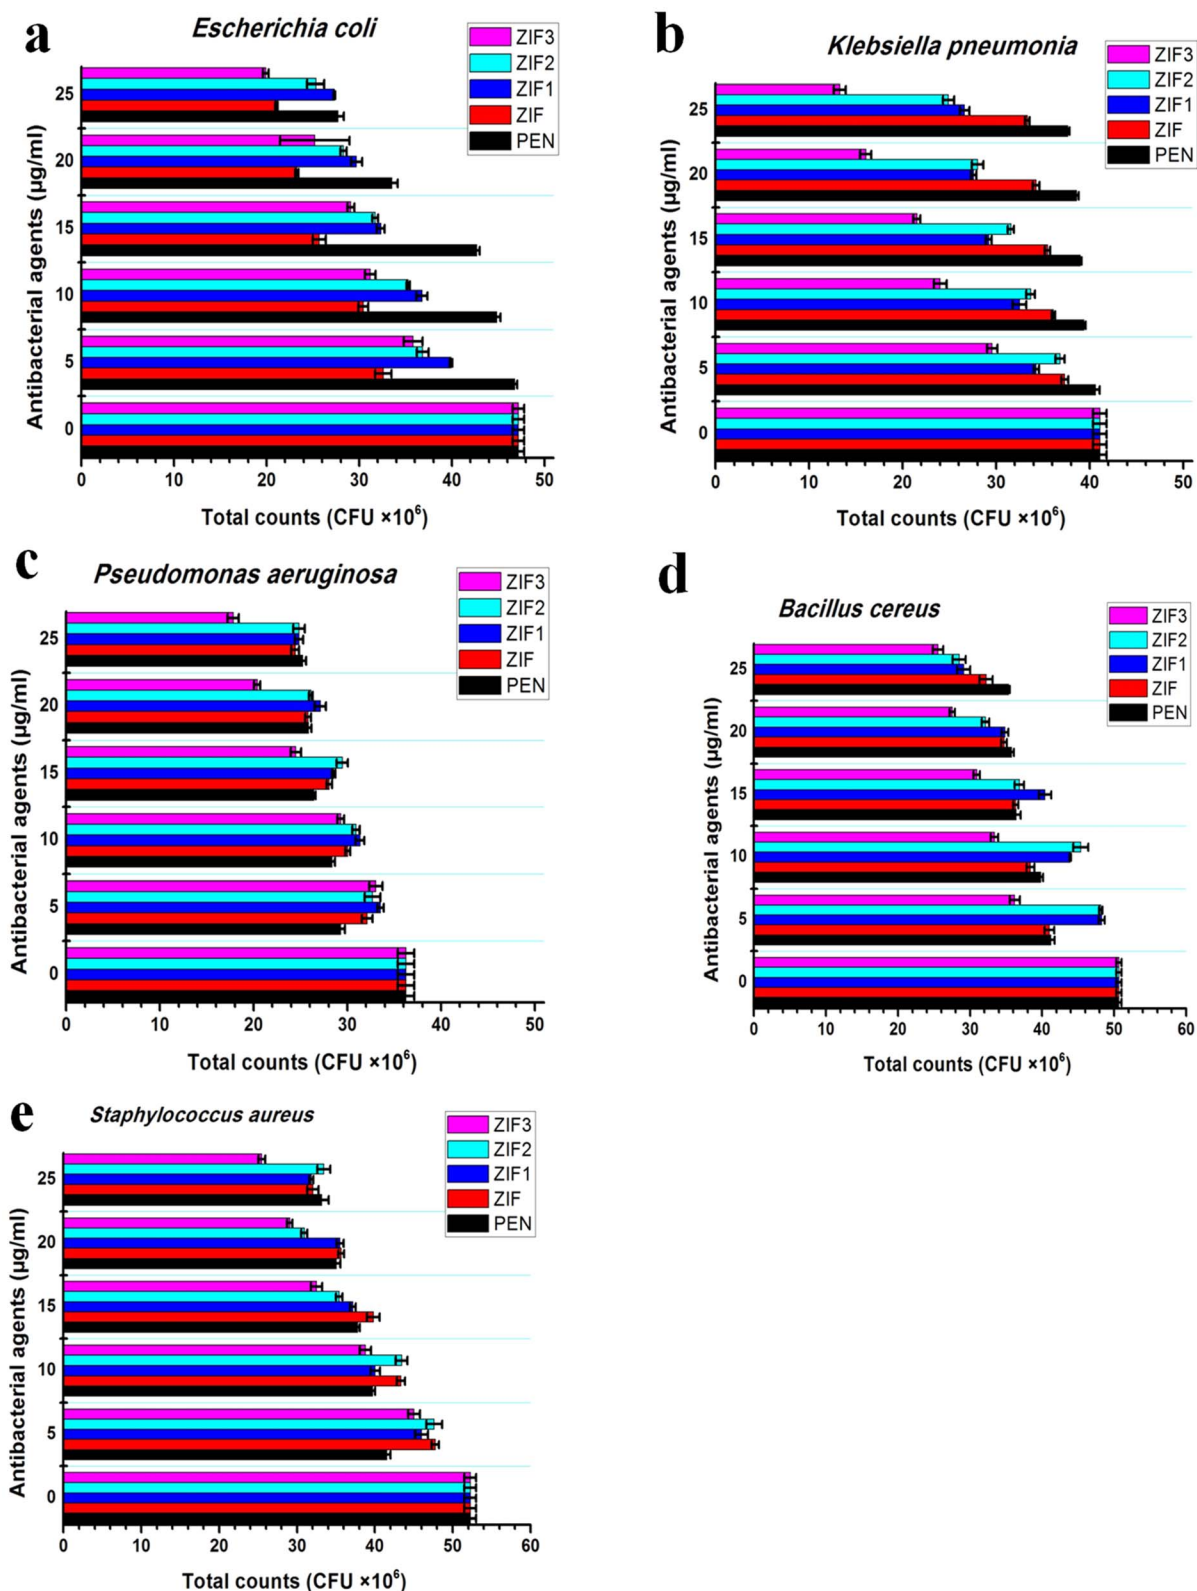 a
Escherichia coli
ZIF3
ZIF2
ZIF1
ZIF
PEN
Antibacterial agents (µg/ml)
25
20
15
10
5
0
0 10 20 30 40 50
Total counts (CFU ×10⁶)
b
Klebsiella pneumonia
ZIF3
ZIF2
ZIF1
ZIF
PEN
Antibacterial agents (µg/ml)
25
20
15
10
5
0
0 10 20 30 40 50
Total counts (CFU ×10⁶)
c
Pseudomonas aeruginosa
ZIF3
ZIF2
ZIF1
ZIF
PEN
Antibacterial agents (µg/ml)
25
20
15
10
5
0
0 10 20 30 40 50
Total counts (CFU ×10⁶)
d
Bacillus cereus
ZIF3
ZIF2
ZIF1
ZIF
PEN
Antibacterial agents (µg/ml)
25
20
15
10
5
0
0 10 20 30 40 50 60
Total counts (CFU ×10⁶)
e
Staphylococcus aureus
ZIF3
ZIF2
ZIF1
ZIF
PEN
Antibacterial agents (µg/ml)
25
20
15
10
5
0
0 10 20 30 40 50 60
Total counts (CFU ×10⁶)